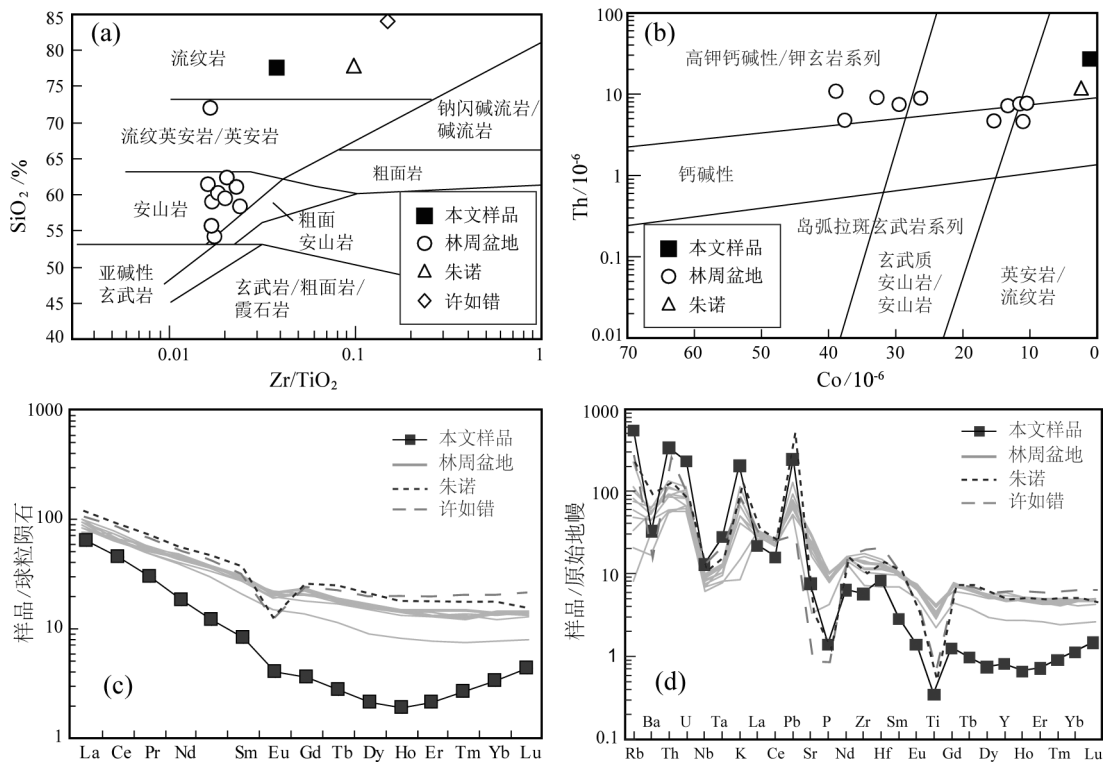 (a)
85
80
75
70
65
60
55
50
45
40
SiO₂/%
流纹岩
流纹英安岩/英安岩
钠闪碱流岩/
碱流岩
粗面岩
安山岩
粗面
安山岩
亚碱性
玄武岩
玄武岩/粗面岩/
霞石岩
本文样品
林周盆地
朱诺
许如错
0.01
0.1
1
Zr/TiO₂
(b)
100
10
1
0.1
0.01
Th/10⁻⁶
高钾钙碱性/钾玄岩系列
钙碱性
岛弧拉斑玄武岩系列
玄武质
安山岩/
安山岩
英安岩/
流纹岩
本文样品
林周盆地
朱诺
70
60
50
40
30
20
10
0
Co/10⁻⁶
1000
100
10
1
样品/球粒陨石
本文样品
林周盆地
朱诺
许如错
(c)
La Ce Pr Nd Sm Eu Gd Tb Dy Ho Er Tm Yb Lu
1000
100
10
1
0.1
样品/原始地幔
本文样品
林周盆地
朱诺
许如错
(d)
Ba U Ta La Pb P Zr Sm Ti Tb Y Er Yb
Rb Th Nb K Ce Sr Nd Hf Eu Gd Dy Ho Tm Lu